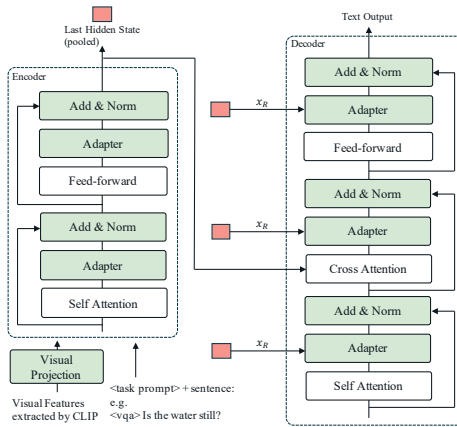 Last Hidden State
(pooled)
Encoder
Add & Norm
Adapter
Feed-forward
Add & Norm
Adapter
Self Attention
Visual
Projection
Visual Features
extracted by CLIP
<task prompt> + sentence:
e.g.
<vqa> Is the water still?
Text Output
Decoder
Add & Norm
x_R
Adapter
Feed-forward
Add & Norm
x_R
Adapter
Cross Attention
Add & Norm
x_R
Adapter
Self Attention